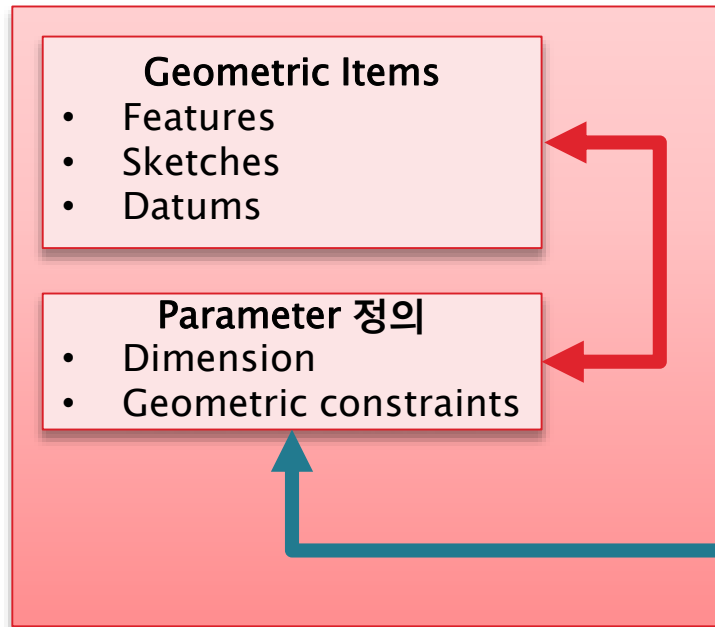 Geometric Items
• Features
• Sketches
• Datums
Parameter 정의
• Dimension
• Geometric constraints